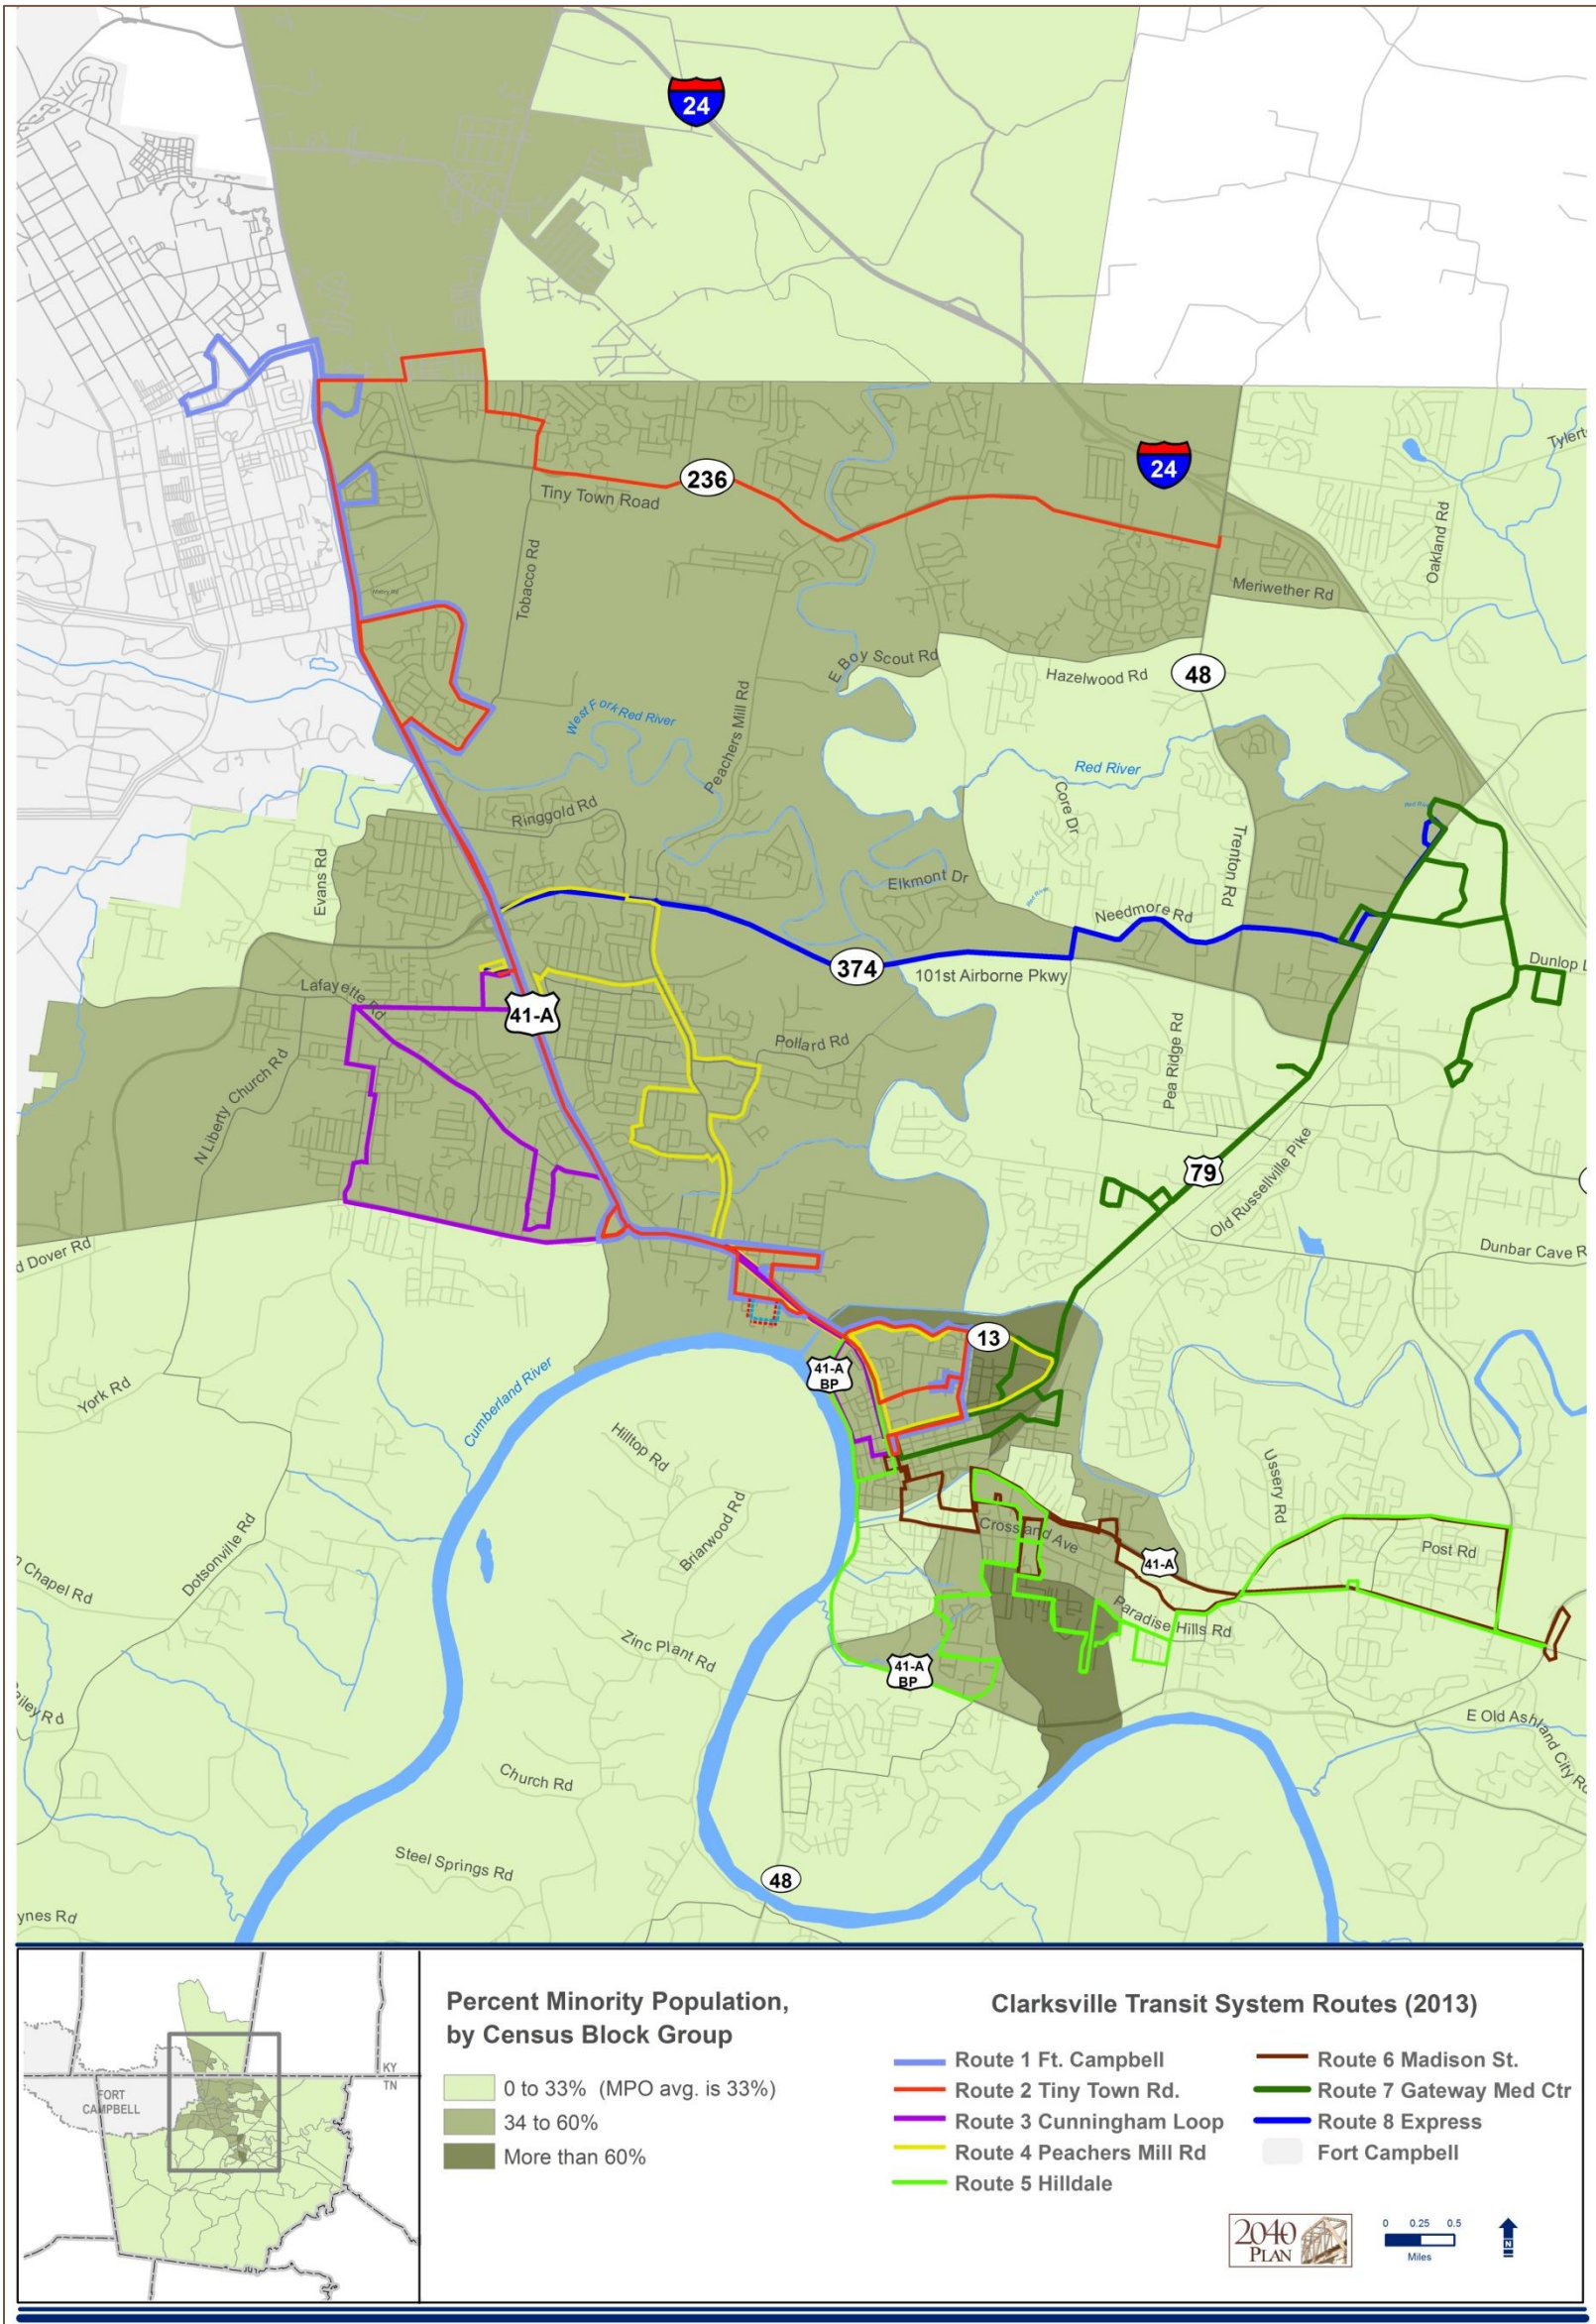 24
24
236
Tiny Town Road
Tobacco Rd
Oakland Rd
Meriwether Rd
E Boy Scout Rd
Hazelwood Rd
48
West Fork Red River
Peachers Mill Rd
Red River
Core Dr
Ringgold Rd
Evans Rd
Trenton Rd
Elkmont Dr
Red River
Needmore Rd
374
101st Airborne Pkwy
Lafayette Rd
41-A
Pollard Rd
Pea Ridge Rd
N Liberty Church Rd
79
Old Russellville Pike
Dunbar Cave R
d Dover Rd
13
41-A
BP
York Rd
Cumberland River
Hilltop Rd
Briarwood Rd
Ussery Rd
Crossland Ave
41-A
Post Rd
Dotsonville Rd
n Chapel Rd
Paradise Hills Rd
Zinc Plant Rd
41-A
BP
E Old Ashland City Rd
Church Rd
Steel Springs Rd
48
ynes Rd
KY
TN
FORT
CAMPBELL
Percent Minority Population,
by Census Block Group
0 to 33% (MPO avg. is 33%)
34 to 60%
More than 60%
Clarksville Transit System Routes (2013)
Route 1 Ft. Campbell
Route 2 Tiny Town Rd.
Route 3 Cunningham Loop
Route 4 Peachers Mill Rd
Route 5 Hilldale
Route 6 Madison St.
Route 7 Gateway Med Ctr
Route 8 Express
Fort Campbell
2040
PLAN
0 0.25 0.5
Miles
N